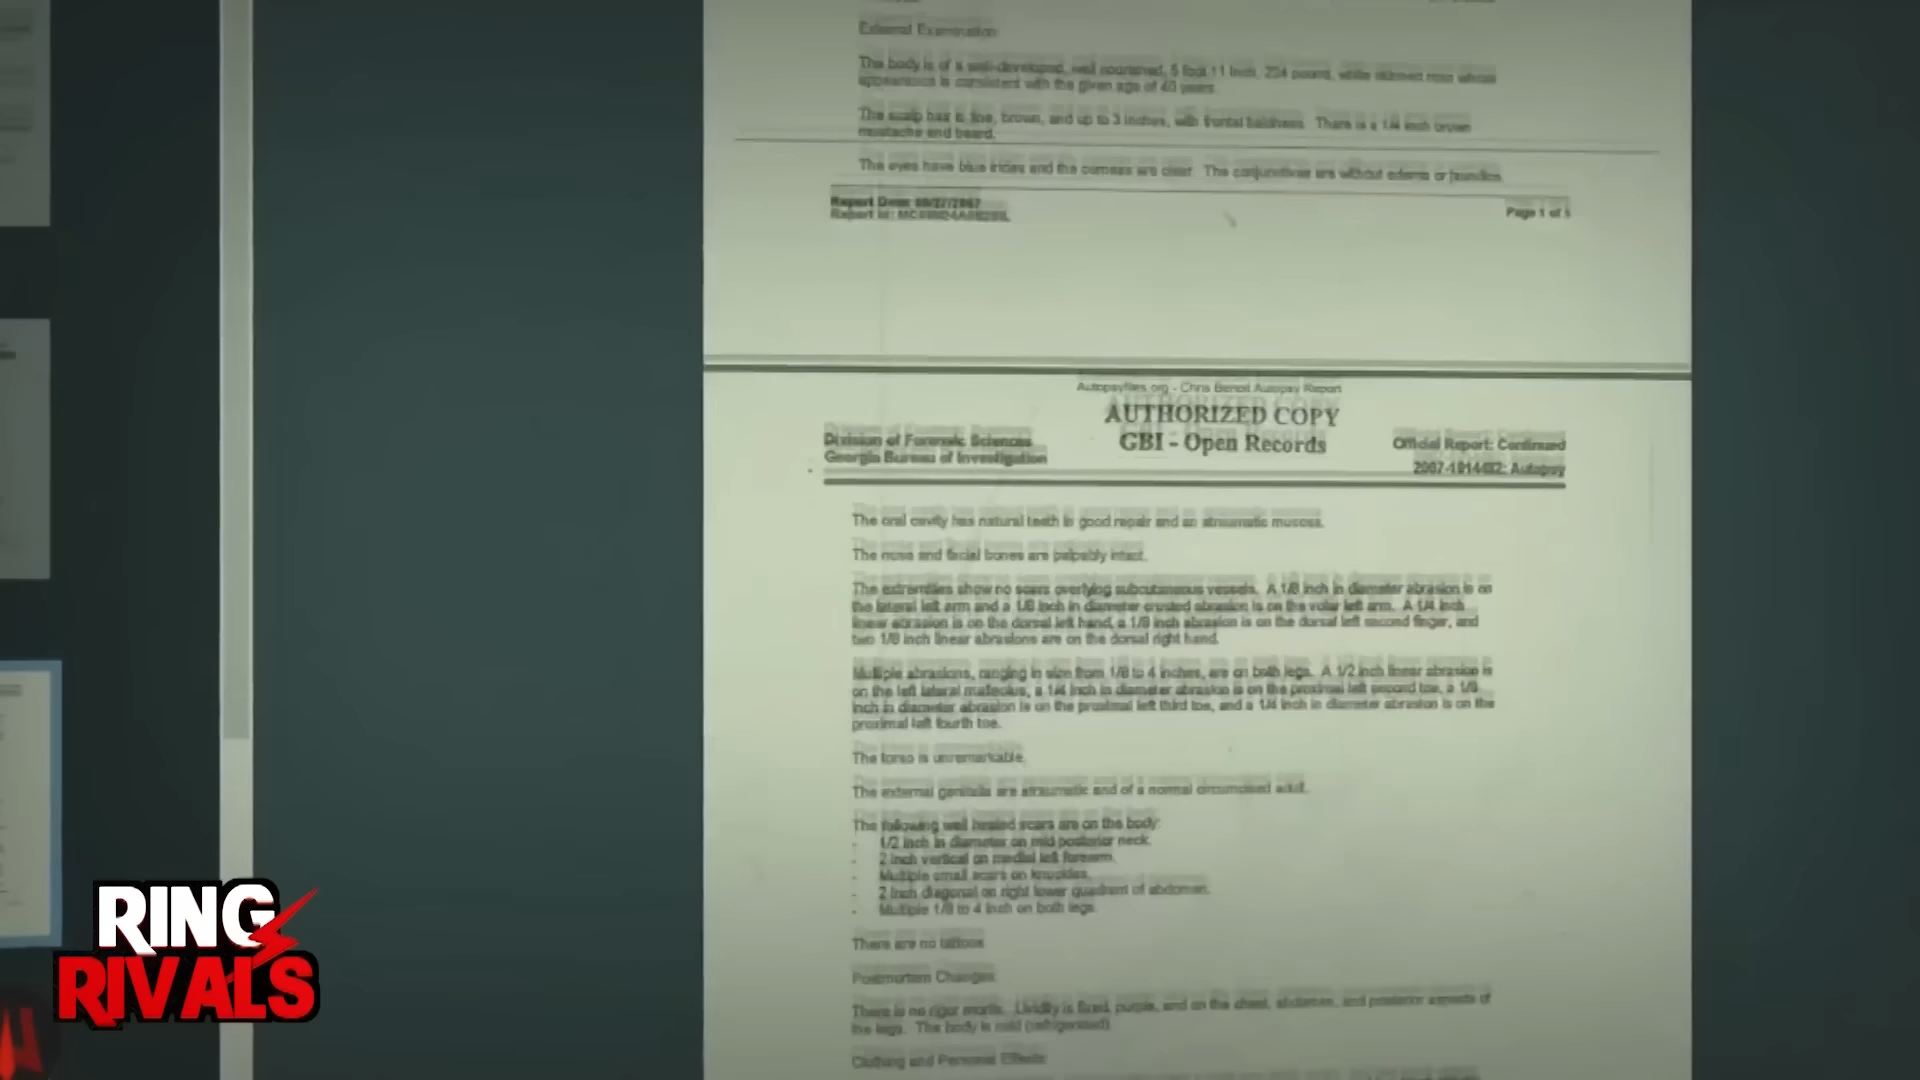 External Examination
The body is of a well-developed, well nourished, 5 foot 11 inch, 224 pounds, white man whose
appearance is consistent with the given age of 40 years.
The scalp hair is fine, brown, and up to 3 inches, with frontal baldness. There is a 1/4 inch brown
mustache and beard.
The eyes have blue irides and the corneas are clear. The conjunctivae are without edema or jaundice.
Report Date:
Report Id:
Page 1 of 5
Autopsyfiles.org - Chris Benoit Autopsy Report
AUTHORIZED COPY
GBI - Open Records
Division of Forensic Sciences
Georgia Bureau of Investigation
Official Report: Continued
Autopsy
The oral cavity has natural teeth in good repair and an atraumatic mucosa.
The nose and facial bones are palpably intact.
The extremities show no scars overlying subcutaneous vessels. A 1/8 inch in diameter abrasion is on
the lateral left arm and a 1/8 inch in diameter crusted abrasion is on the volar left arm. A 1/4 inch
linear abrasion is on the dorsal left hand, a 1/8 inch abrasion is on the dorsal left second finger, and
two 1/8 inch linear abrasions are on the dorsal right hand.
Multiple abrasions, ranging in size from 1/8 to 4 inches, are on both legs. A 1/2 inch linear abrasion is
on the left lateral malleolus, a 1/4 inch in diameter abrasion is on the proximal left second toe, a 1/8
inch in diameter abrasion is on the proximal left third toe, and a 1/4 inch in diameter abrasion is on the
proximal left fourth toe.
The torso is unremarkable.
The external genitalia are atraumatic and of a normal circumcised adult.
The following well healed scars are on the body:
- 1/2 inch in diameter on mid posterior neck.
- 2 inch vertical on medial left forearm.
- Multiple small scars on knuckles.
- 2 inch diagonal on right lower quadrant of abdomen.
- Multiple 1/8 to 4 inch on both legs.
There are no tattoos
Postmortem Changes
There is no rigor mortis. Lividity is fixed, purple, and on the chest, abdomen, and posterior aspects of
the legs. The body is cold (refrigerated).
Clothing and Personal Effects
RING
RIVALS